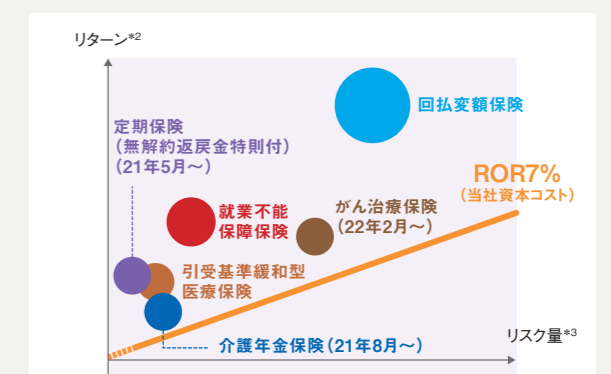 リターン*2
回払変額保険
定期保険
(無解約返戻金特則付)
(21年5月~)
ROR7%
(当社資本コスト)
就業不能
保障保険
がん治療保険
(22年2月~)
引受基準緩和型
医療保険
リスク量*3
介護年金保険(21年8月~)